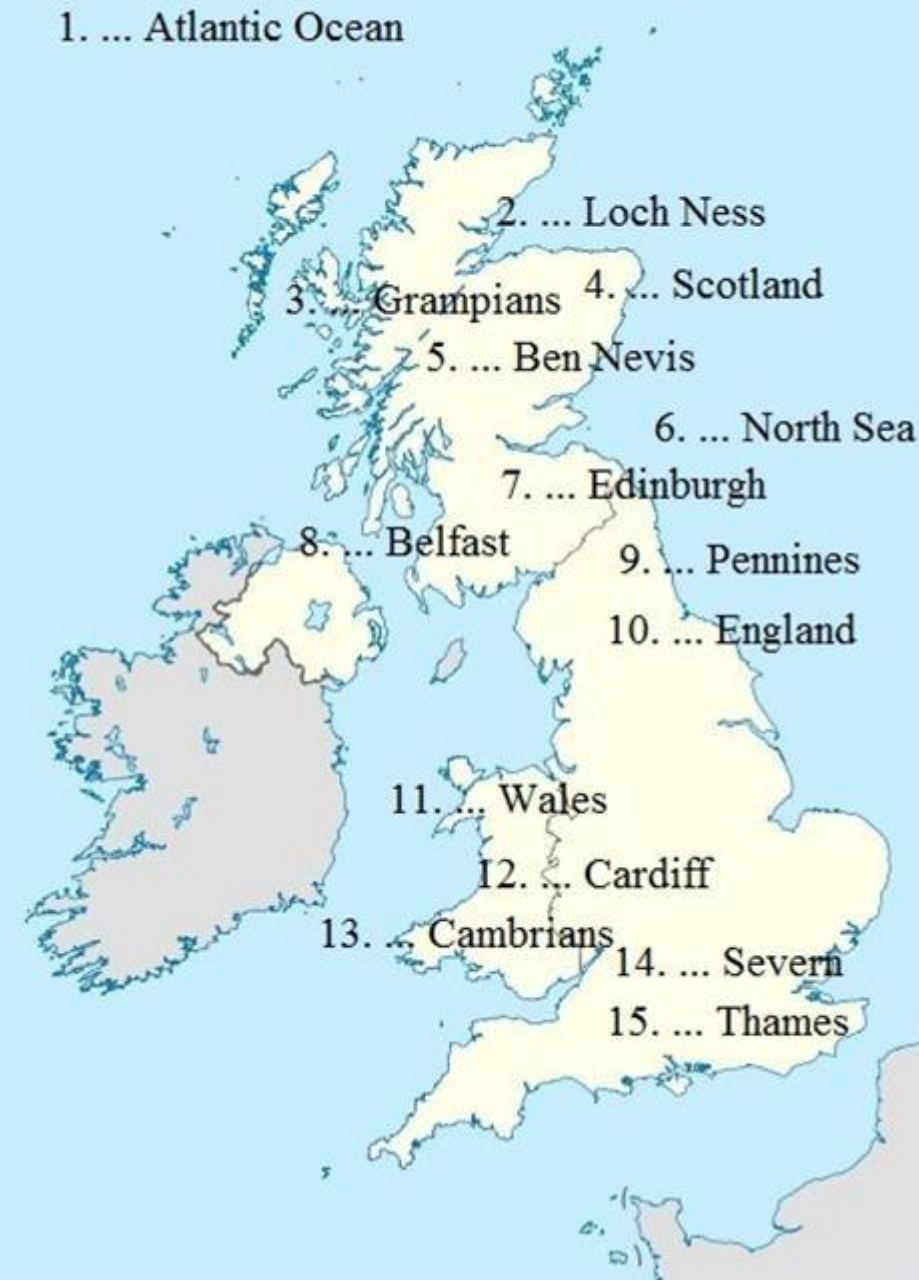 1. ... Atlantic Ocean
2. ... Loch Ness
3. ... Grampians
4. ... Scotland
5. ... Ben Nevis
6. ... North Sea
7. ... Edinburgh
8. ... Belfast
9. ... Pennines
10. ... England
11. ... Wales
12. ... Cardiff
13. ... Cambrians
14. ... Severn
15. ... Thames